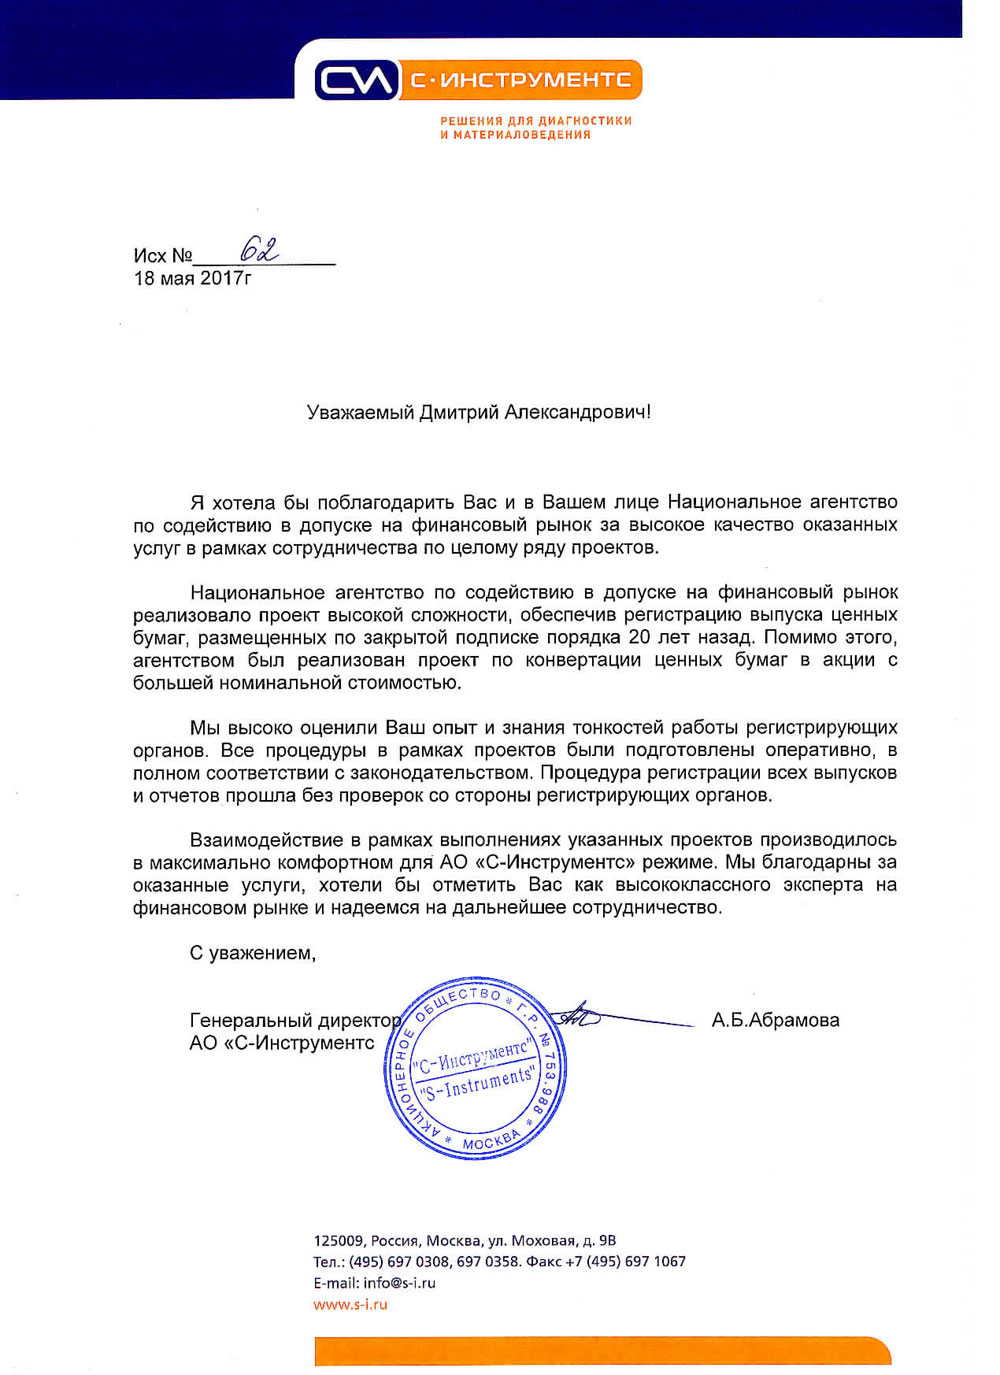 СИ С·ИНСТРУМЕНТС
РЕШЕНИЯ ДЛЯ ДИАГНОСТИКИ
И МАТЕРИАЛОВЕДЕНИЯ
Исх № 62
18 мая 2017г
Уважаемый Дмитрий Александрович!
Я хотела бы поблагодарить Вас и в Вашем лице Национальное агентство
по содействию в допуске на финансовый рынок за высокое качество оказанных
услуг в рамках сотрудничества по целому ряду проектов.
Национальное агентство по содействию в допуске на финансовый рынок
реализовало проект высокой сложности, обеспечив регистрацию выпуска ценных
бумаг, размещенных по закрытой подписке порядка 20 лет назад. Помимо этого,
агентством был реализован проект по конвертации ценных бумаг в акции с
большей номинальной стоимостью.
Мы высоко оценили Ваш опыт и знания тонкостей работы регистрирующих
органов. Все процедуры в рамках проектов были подготовлены оперативно, в
полном соответствии с законодательством. Процедура регистрации всех выпусков
и отчетов прошла без проверок со стороны регистрирующих органов.
Взаимодействие в рамках выполнениях указанных проектов производилось
в максимально комфортном для АО «С-Инструментс» режиме. Мы благодарны за
оказанные услуги, хотели бы отметить Вас как высококлассного эксперта на
финансовом рынке и надеемся на дальнейшее сотрудничество.
С уважением,
Генеральный директор А.Б.Абрамова
АО «С-Инструментс
АКЦИОНЕРНОЕ ОБЩЕСТВО * Г.Р. № 753.988 * МОСКВА *
"С-Инструментс"
"S-Instruments"
125009, Россия, Москва, ул. Моховая, д. 9В
Тел.: (495) 697 0308, 697 0358. Факс +7 (495) 697 1067
E-mail: info@s-i.ru
www.s-i.ru